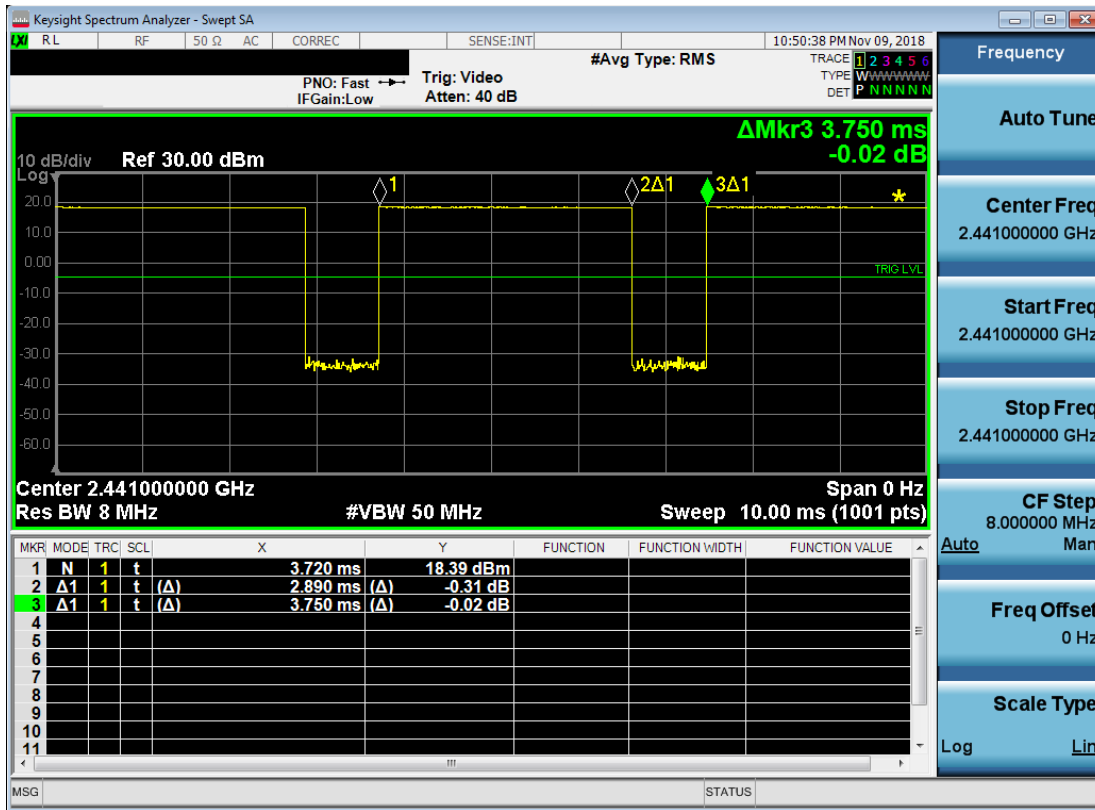 Keysight Spectrum Analyzer - Swept SA
LXI RL RF 50 Ω AC CORREC SENSE:INT 10:50:38 PM Nov 09, 2018
#Avg Type: RMS
TRACE 1 2 3 4 5 6
PNO: Fast Trig: Video
TYPE WWWWWWW
IFGain:Low Atten: 40 dB
DET P N N N N N
ΔMkr3 3.750 ms
-0.02 dB
10 dB/div Ref 30.00 dBm
Log
1 2Δ1 3Δ1
20.0
10.0
0.00
TRIG LVL
-10.0
-20.0
-30.0
-40.0
-50.0
-60.0
Center 2.441000000 GHz Span 0 Hz
Res BW 8 MHz #VBW 50 MHz Sweep 10.00 ms (1001 pts)
MKR MODE TRC SCL X Y FUNCTION FUNCTION WIDTH FUNCTION VALUE
1 N 1 t 3.720 ms 18.39 dBm
2 Δ1 1 t (Δ) 2.890 ms (Δ) -0.31 dB
3 Δ1 1 t (Δ) 3.750 ms (Δ) -0.02 dB
4
5
6
7
8
9
10
11
MSG STATUS
Frequency
Auto Tune
Center Freq
2.441000000 GHz
Start Freq
2.441000000 GHz
Stop Freq
2.441000000 GHz
CF Step
8.000000 MHz
Auto Man
Freq Offset
0 Hz
Scale Type
Log Lin